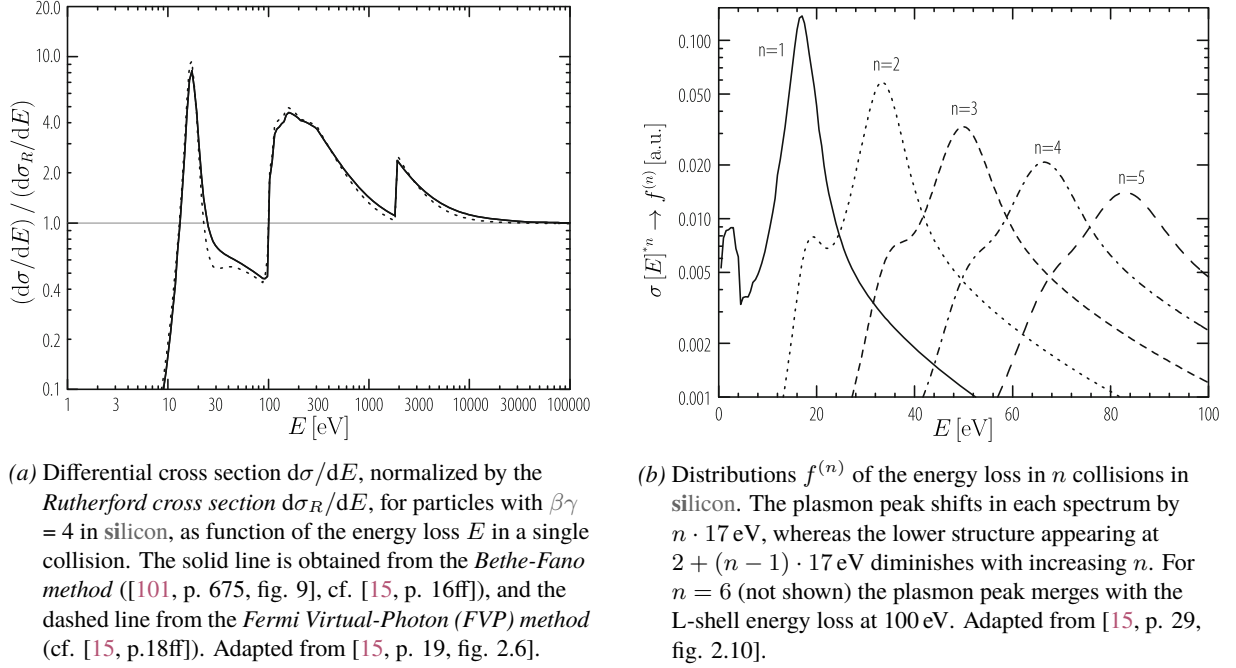 20.0
10.0
4.0
2.0
1.0
0.4
0.2
0.1
(dσ/dE) / (dσ_R/dE)
1 3 10 30 100 300 1000 3000 10000 30000 100000
E [eV]
(a) Differential cross section dσ/dE, normalized by the
Rutherford cross section dσ_R/dE, for particles with βγ
= 4 in silicon, as function of the energy loss E in a single
collision. The solid line is obtained from the Bethe-Fano
method ([101, p. 675, fig. 9], cf. [15, p. 16ff]), and the
dashed line from the Fermi Virtual-Photon (FVP) method
(cf. [15, p.18ff]). Adapted from [15, p. 19, fig. 2.6].
0.100
0.050
0.020
0.010
0.005
0.002
0.001
σ [E]^{*n} → f^{(n)} [a.u.]
n=1
n=2
n=3
n=4
n=5
0 20 40 60 80 100
E [eV]
(b) Distributions f^{(n)} of the energy loss in n collisions in
silicon. The plasmon peak shifts in each spectrum by
n · 17 eV, whereas the lower structure appearing at
2 + (n − 1) · 17 eV diminishes with increasing n. For
n = 6 (not shown) the plasmon peak merges with the
L-shell energy loss at 100 eV. Adapted from [15, p. 29,
fig. 2.10].